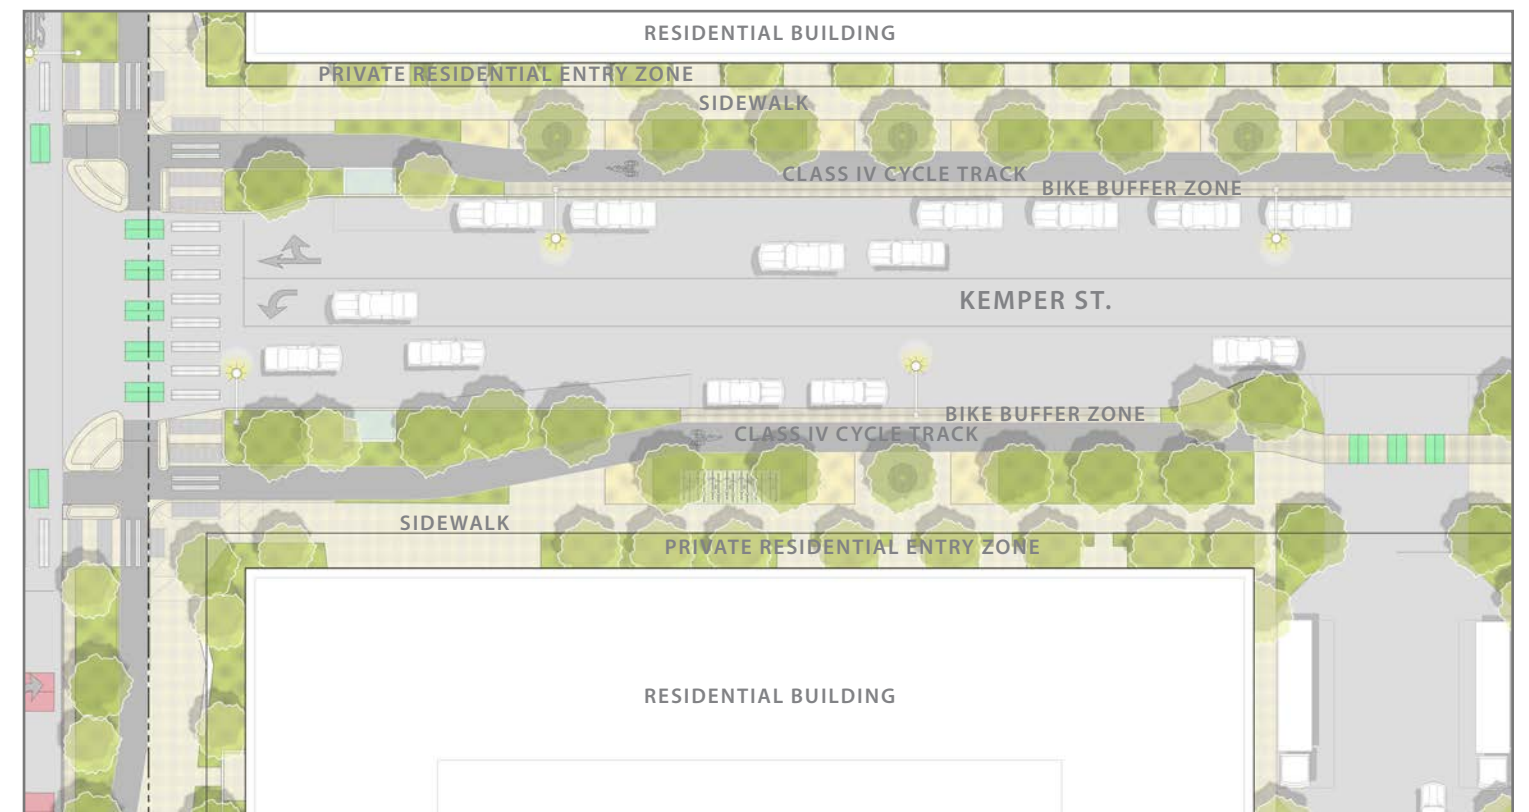 RESIDENTIAL BUILDING
PRIVATE RESIDENTIAL ENTRY ZONE
SIDEWALK
CLASS IV CYCLE TRACK
BIKE BUFFER ZONE
KEMPER ST.
BIKE BUFFER ZONE
CLASS IV CYCLE TRACK
SIDEWALK
PRIVATE RESIDENTIAL ENTRY ZONE
RESIDENTIAL BUILDING